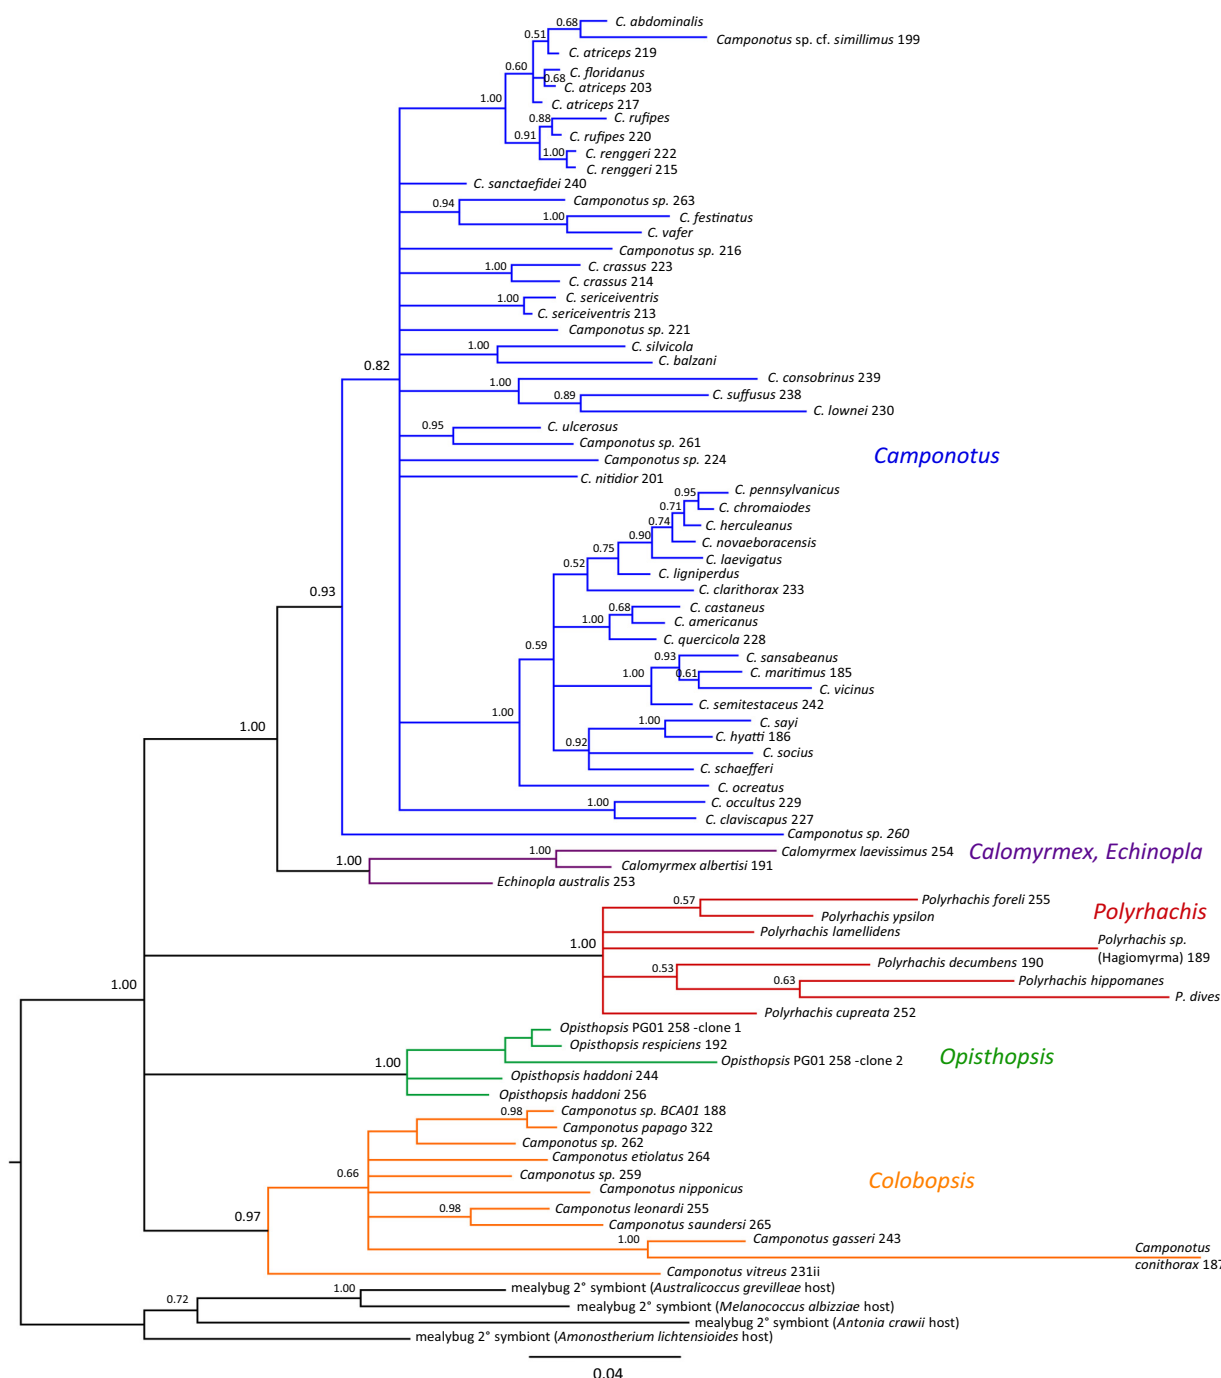 0.68
C. abdominalis
Camponotus sp. cf. simillimus 199
0.51
C. atriceps 219
0.60
C. floridanus
0.68
C. atriceps 203
1.00
C. atriceps 217
0.88
C. rufipes
0.91
C. rufipes 220
1.00
C. renggeri 222
C. renggeri 215
C. sanctaefidei 240
0.94
Camponotus sp. 263
1.00
C. festinatus
C. vafer
Camponotus sp. 216
1.00
C. crassus 223
C. crassus 214
1.00
C. sericeiventris
C. sericeiventris 213
Camponotus sp. 221
1.00
C. silvicola
C. balzani
0.82
1.00
C. consobrinus 239
0.89
C. suffusus 238
C. lownei 230
0.95
C. ulcerosus
Camponotus sp. 261
Camponotus
Camponotus sp. 224
C. nitidior 201
0.95
C. pennsylvanicus
0.71
C. chromaiodes
0.74
C. herculeanus
0.90
C. novaeboracensis
0.75
C. laevigatus
0.52
C. ligniperdus
C. clarithorax 233
0.93
0.68
C. castaneus
1.00
C. americanus
C. quercicola 228
0.59
0.93
C. sansabeanus
1.00
0.61
C. maritimus 185
C. vicinus
C. semitestaceus 242
1.00
1.00
C. sayi
0.92
C. hyatti 186
C. socius
C. schaefferi
1.00
C. ocreatus
1.00
C. occultus 229
C. claviscapus 227
Camponotus sp. 260
1.00
1.00
Calomyrmex laevissimus 254
Calomyrmex, Echinopla
Calomyrmex albertisi 191
Echinopla australis 253
0.57
Polyrhachis foreli 255
Polyrhachis
Polyrhachis ypsilon
Polyrhachis lamellidens
1.00
Polyrhachis sp.
(Hagiomyrma) 189
0.53
Polyrhachis decumbens 190
0.63
Polyrhachis hippomanes
1.00
P. dives
Polyrhachis cupreata 252
Opisthopsis PG01 258 -clone 1
Opisthopsis respiciens 192
Opisthopsis
1.00
Opisthopsis PG01 258 -clone 2
Opisthopsis haddoni 244
Opisthopsis haddoni 256
0.98
Camponotus sp. BCA01 188
Camponotus papago 322
Camponotus sp. 262
Camponotus etiolatus 264
0.66
Camponotus sp. 259
Colobopsis
Camponotus nipponicus
0.98
Camponotus leonardi 255
0.97
Camponotus saundersi 265
1.00
Camponotus gasseri 243
Camponotus
conithorax 187
Camponotus vitreus 231ii
1.00
mealybug 2° symbiont (Australicoccus grevilleae host)
0.72
mealybug 2° symbiont (Melanococcus albizziae host)
mealybug 2° symbiont (Antonia crawii host)
mealybug 2° symbiont (Amonostherium lichtensioides host)
0.04